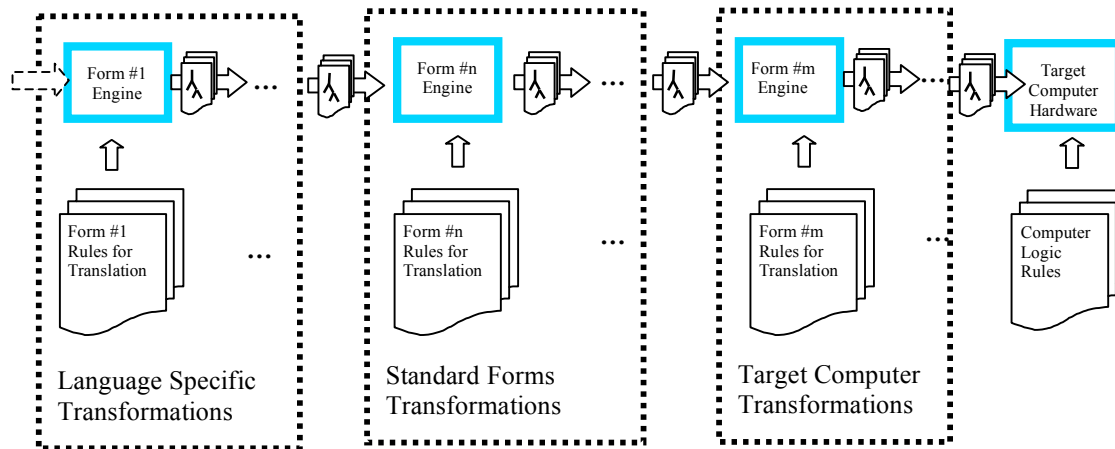 Form #1
Engine
...
Form #n
Engine
...
Form #m
Engine
...
Target
Computer
Hardware
Form #1
Rules for
Translation
...
Form #n
Rules for
Translation
...
Form #m
Rules for
Translation
...
Computer
Logic
Rules
Language Specific
Transformations
Standard Forms
Transformations
Target Computer
Transformations